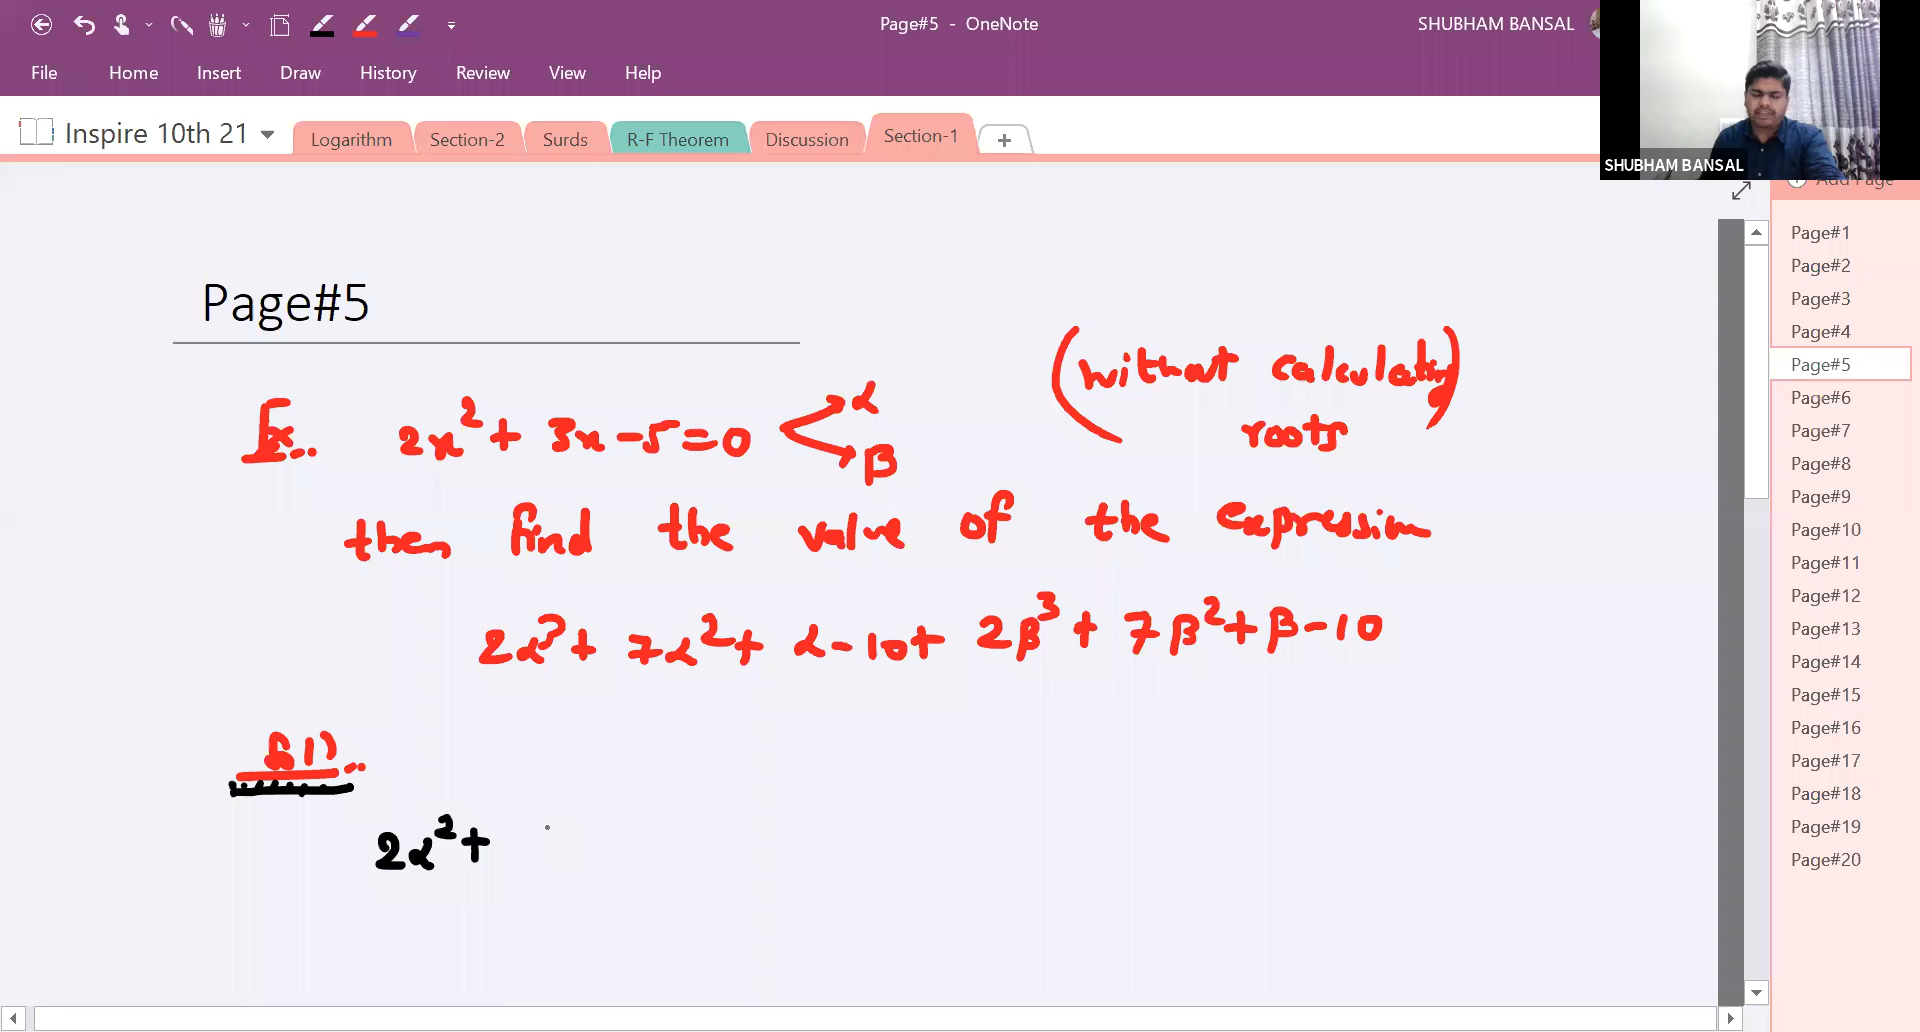 Page#5 - OneNote
SHUBHAM BANSAL
File Home Insert Draw History Review View Help
Inspire 10th 21
Logarithm Section-2 Surds R-F Theorem Discussion Section-1 +
SHUBHAM BANSAL
Add Page
Page#1
Page#2
Page#3
Page#4
Page#5
Page#6
Page#7
Page#8
Page#9
Page#10
Page#11
Page#12
Page#13
Page#14
Page#15
Page#16
Page#17
Page#18
Page#19
Page#20
Page#5
(without calculating
roots)
Ex.. 2x² + 3x - 5 = 0 < α
β
then find the value of the expression
2α³ + 7α² + α - 10 + 2β³ + 7β² + β - 10
2α² +